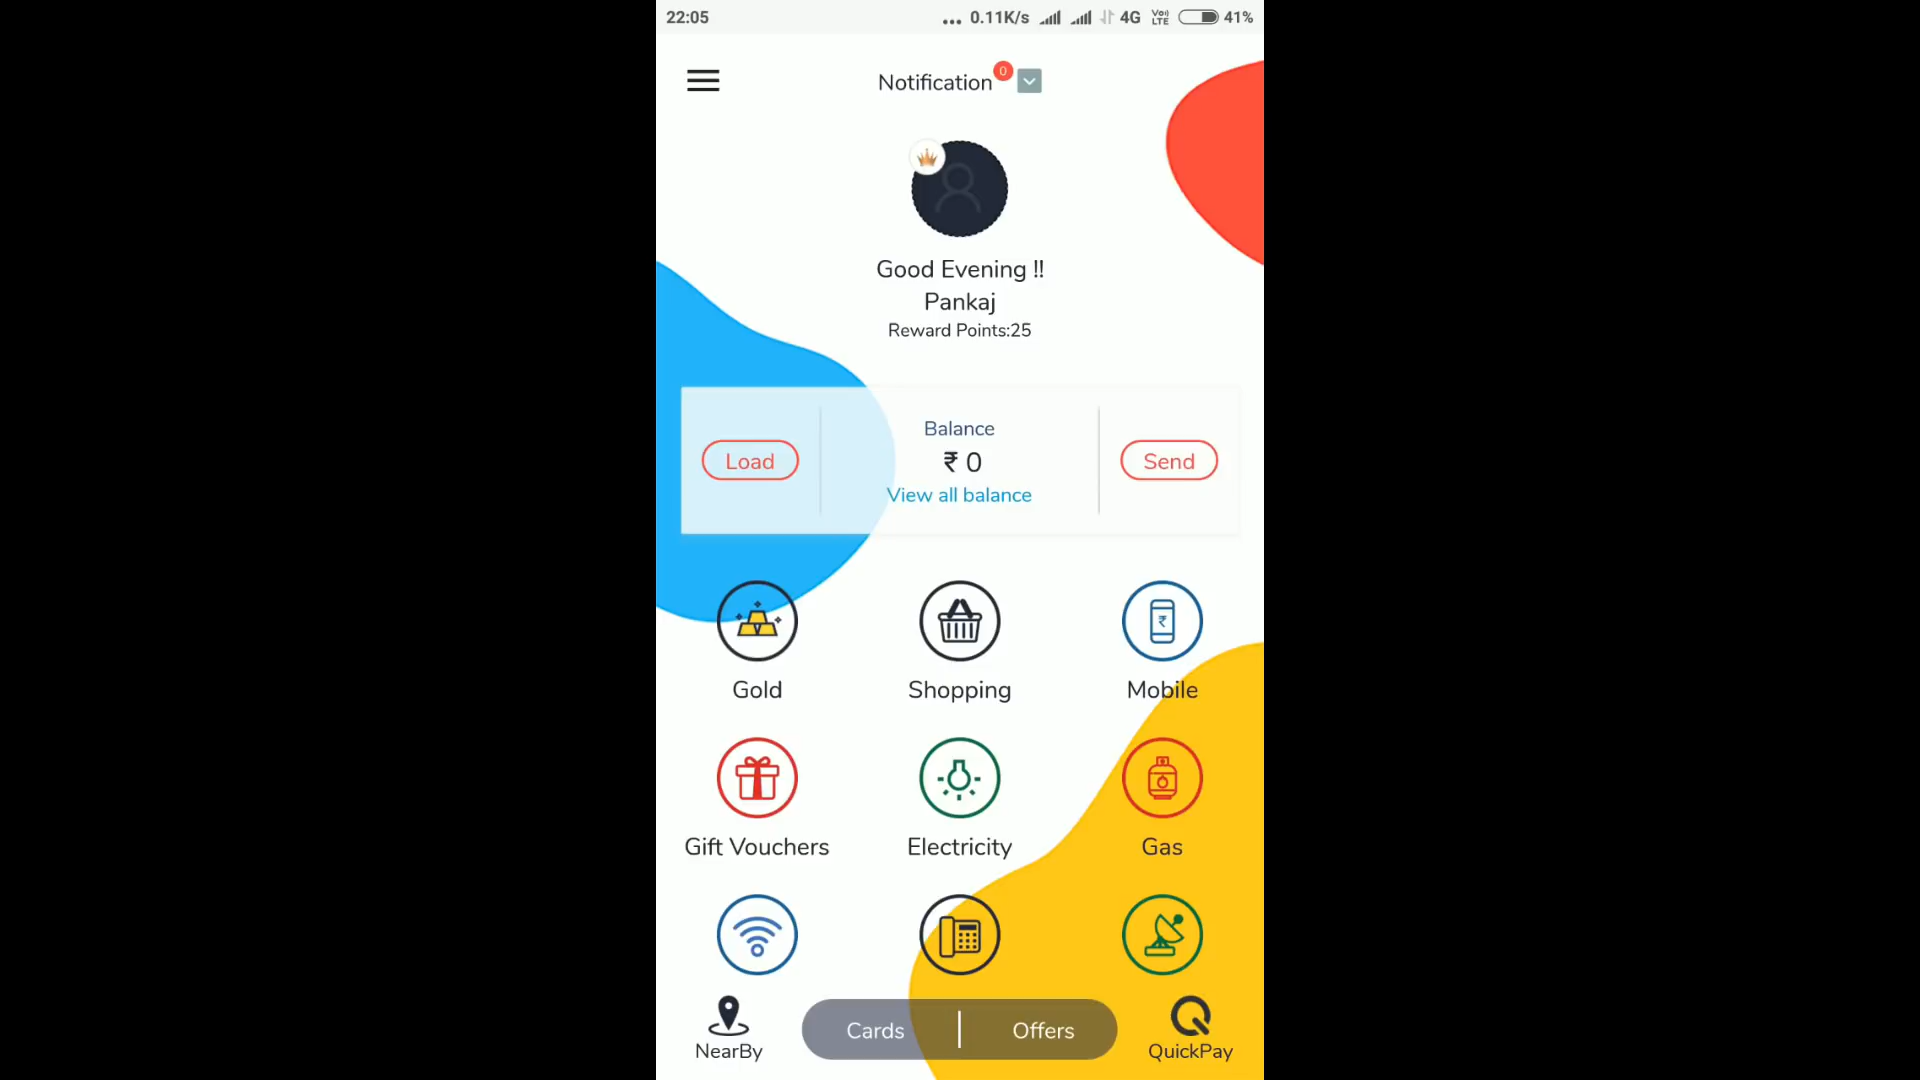 22:05 ... 0.11K/s 4G VoLTE 41%
Notification 0
Good Evening !!
Pankaj
Reward Points:25
Load
Balance
₹ 0
View all balance
Send
Gold Shopping Mobile
Gift Vouchers Electricity Gas
NearBy Cards Offers QuickPay